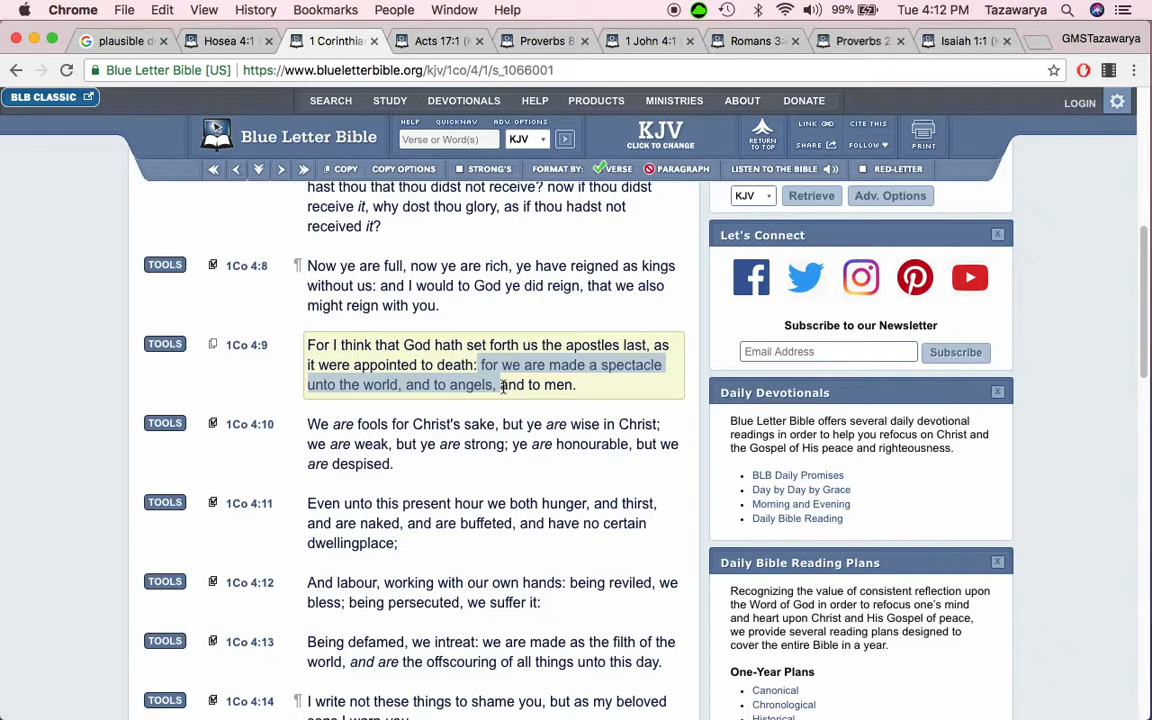 Chrome File Edit View History Bookmarks People Window Help 99% Tue 4:12 PM Tazawarya
plausible d Hosea 4:1 ( 1 Corinthia Acts 17:1 ( Proverbs 8 1 John 4:1 Romans 3: Proverbs 2 Isaiah 1:1 ( GMSTazawarya
Blue Letter Bible [US] https://www.blueletterbible.org/kjv/1co/4/1/s_1066001
BLB CLASSIC SEARCH STUDY DEVOTIONALS HELP PRODUCTS MINISTRIES ABOUT DONATE LOGIN
HELP QUICKNAV ADV. OPTIONS
Blue Letter Bible Verse or Word(s) KJV
KJV
CLICK TO CHANGE
RETURN
TO TOP
LINK CITE THIS
SHARE FOLLOW PRINT
COPY COPY OPTIONS STRONG'S FORMAT BY: VERSE PARAGRAPH LISTEN TO THE BIBLE RED-LETTER
hast thou that thou didst not receive? now if thou didst
receive it, why dost thou glory, as if thou hadst not
received it?
TOOLS 1Co 4:8 ¶ Now ye are full, now ye are rich, ye have reigned as kings
without us: and I would to God ye did reign, that we also
might reign with you.
TOOLS 1Co 4:9 For I think that God hath set forth us the apostles last, as
it were appointed to death: for we are made a spectacle
unto the world, and to angels, and to men.
TOOLS 1Co 4:10 We are fools for Christ's sake, but ye are wise in Christ;
we are weak, but ye are strong; ye are honourable, but we
are despised.
TOOLS 1Co 4:11 Even unto this present hour we both hunger, and thirst,
and are naked, and are buffeted, and have no certain
dwellingplace;
TOOLS 1Co 4:12 And labour, working with our own hands: being reviled, we
bless; being persecuted, we suffer it:
TOOLS 1Co 4:13 Being defamed, we intreat: we are made as the filth of the
world, and are the offscouring of all things unto this day.
TOOLS 1Co 4:14 ¶ I write not these things to shame you, but as my beloved
sons I warn you.
KJV Retrieve Adv. Options
Let's Connect
Subscribe to our Newsletter
Email Address Subscribe
Daily Devotionals
Blue Letter Bible offers several daily devotional
readings in order to help you refocus on Christ and
the Gospel of His peace and righteousness.
BLB Daily Promises
Day by Day by Grace
Morning and Evening
Daily Bible Reading
Daily Bible Reading Plans
Recognizing the value of consistent reflection upon
the Word of God in order to refocus one's mind
and heart upon Christ and His Gospel of peace,
we provide several reading plans designed to
cover the entire Bible in a year.
One-Year Plans
Canonical
Chronological
Historical